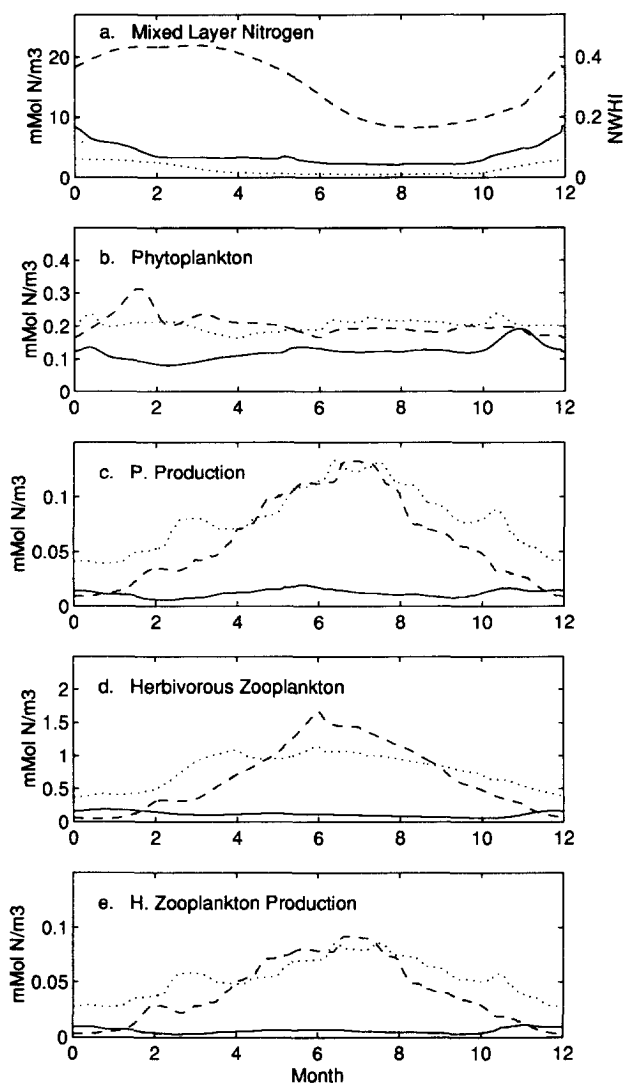 a. Mixed Layer Nitrogen
mMol N/m3
20
10
0
0.4
0.2
0
NWHI
0 2 4 6 8 10 12
b. Phytoplankton
mMol N/m3
0.4
0.3
0.2
0.1
0
0 2 4 6 8 10 12
c. P. Production
mMol N/m3
0.1
0.05
0
0 2 4 6 8 10 12
d. Herbivorous Zooplankton
mMol N/m3
2
1.5
1
0.5
0
0 2 4 6 8 10 12
e. H. Zooplankton Production
mMol N/m3
0.1
0.05
0
0 2 4 6 8 10 12
Month